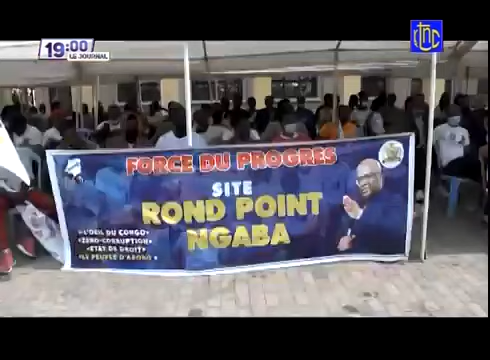 19:00
LE JOURNAL
rtnc
FORCE DU PROGRES
SITE
ROND POINT
NGABA
«L'OEIL DU CONGO»
«ZERO-CORRUPTION»
«ETAT DE DROIT»
«LE PEUPLE D'ABORD»